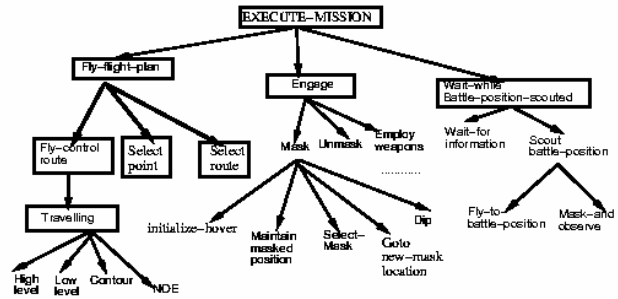 EXECUTE-MISSION
Fly-flight-plan
Engage
Wait-while
Battle-position-scouted
Fly-control
route
Select
point
Select
route
Mask
Unmask
Employ
weapons
Wait-for
information
Scout
battle-position
............
Travelling
initialize-hover
Maintain
masked
position
Select-
Mask
Goto
new-mask
location
Dip
Fly-to-
battle-position
Mask-and
observe
High
level
Low
level
Contour
NOE